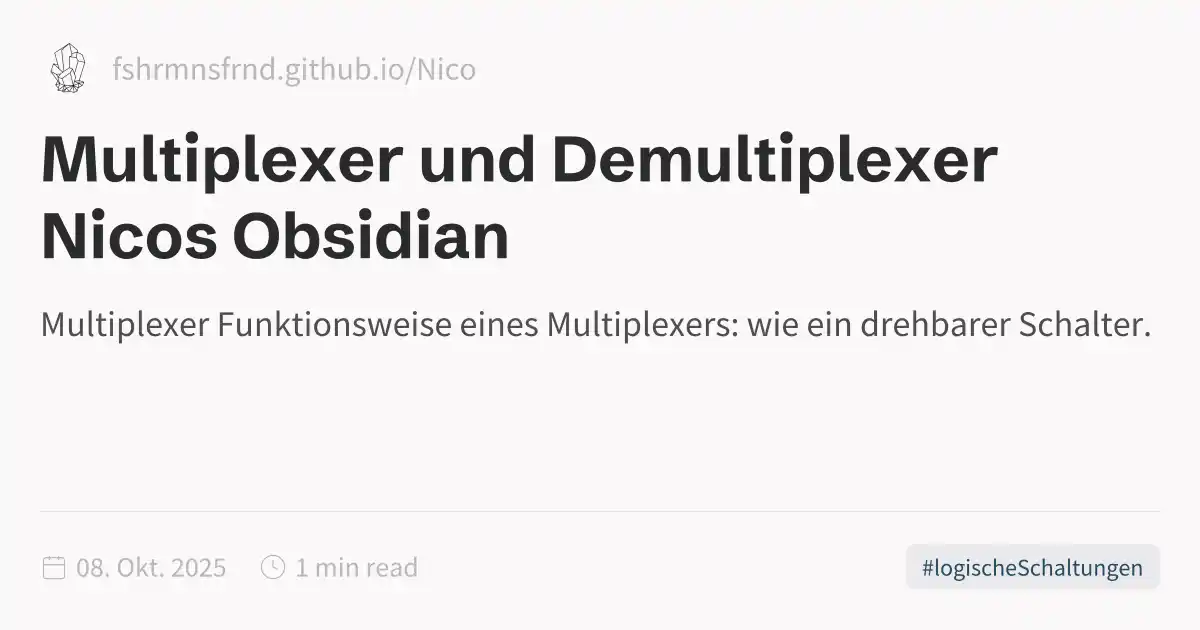 fshrmnsfrnd.github.io/Nico
Multiplexer und Demultiplexer
Nicos Obsidian
Multiplexer Funktionsweise eines Multiplexers: wie ein drehbarer Schalter.
08. Okt. 2025 1 min read #logischeSchaltungen